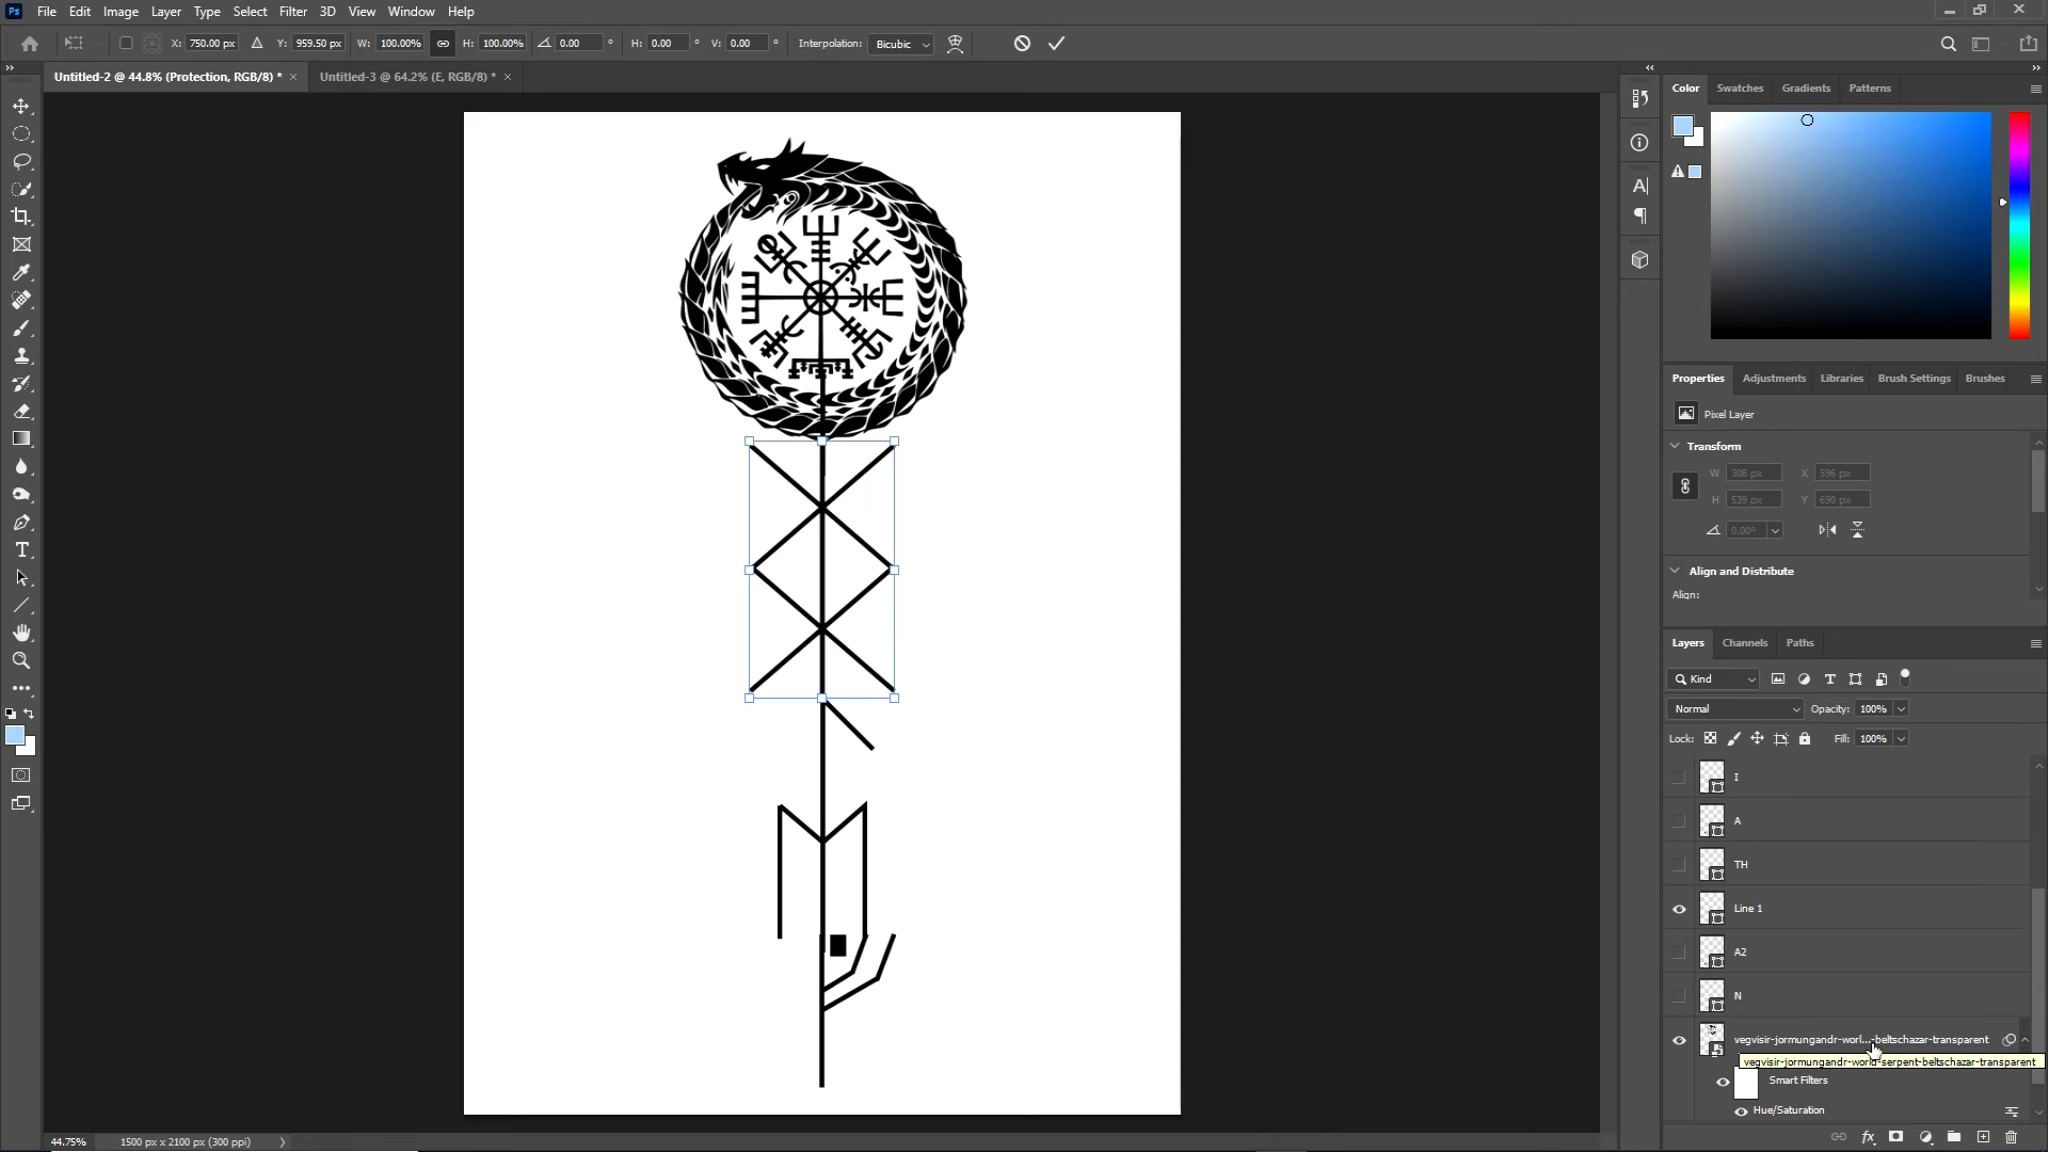 Ps File Edit Image Layer Type Select Filter 3D View Window Help
X: 750.00 px Y: 959.50 px W: 100.00% H: 100.00% 0.00 ° H: 0.00 ° V: 0.00 ° Interpolation: Bicubic
Untitled-2 @ 44.8% (Protection, RGB/8) * × Untitled-3 @ 64.2% (E, RGB/8) * ×
Color Swatches Gradients Patterns
Properties Adjustments Libraries Brush Settings Brushes
Pixel Layer
Transform
W 308 px X 596 px
H 539 px Y 690 px
0.00°
Align and Distribute
Align:
Layers Channels Paths
Kind
Normal Opacity: 100%
Lock: Fill: 100%
I
A
TH
Line 1
A2
N
vegvisir-jormungandr-worl...-beltschazar-transparent
vegvisir-jormungandr-world-serpent-beltschazar-transparent
Smart Filters
Hue/Saturation
44.75% 1500 px x 2100 px (300 ppi)